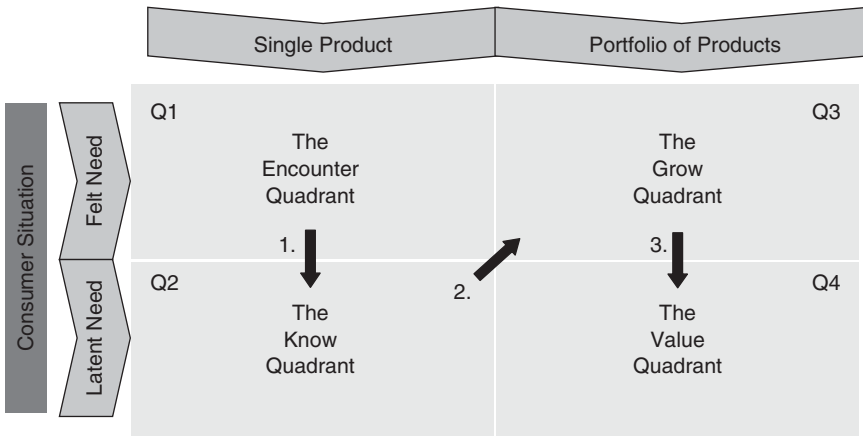 Single Product
Portfolio of Products
Consumer Situation
Felt Need
Latent Need
Q1
The
Encounter
Quadrant
1.
Q3
The
Grow
Quadrant
3.
Q2
The
Know
Quadrant
2.
Q4
The
Value
Quadrant